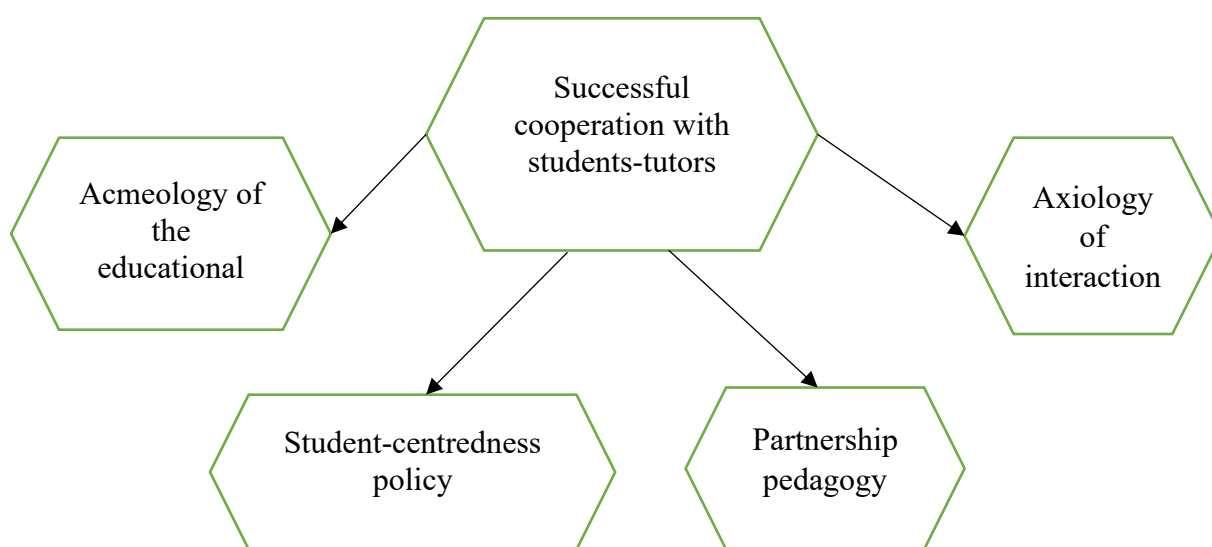 Successful
cooperation with
students-tutors
Acmeology of
the
educational
Axiology
of
interaction
Student-centredness
policy
Partnership
pedagogy